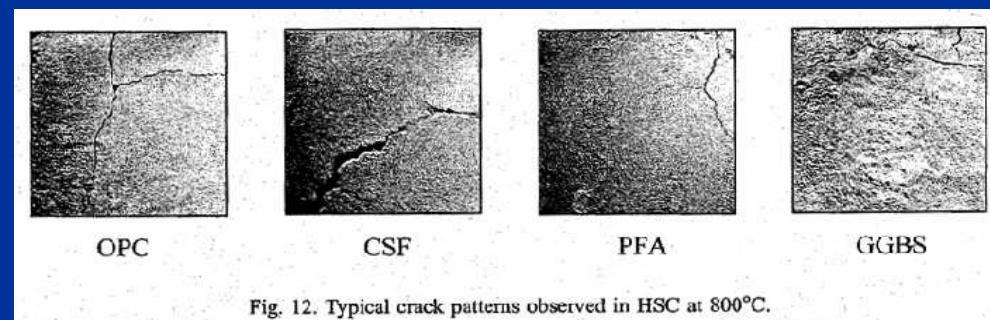 OPC CSF PFA GGBS
Fig. 12. Typical crack patterns observed in HSC at 800°C.